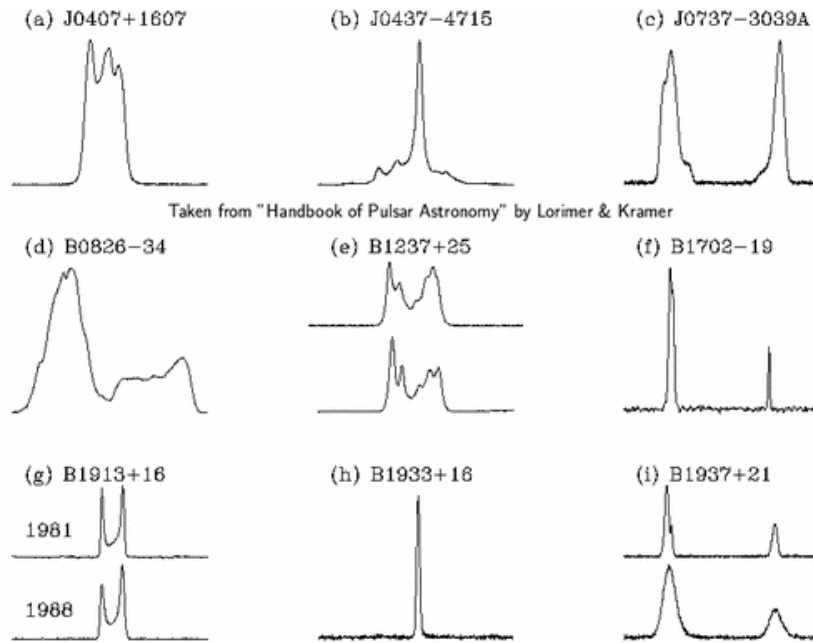 (a) J0407+1607
(b) J0437−4715
(c) J0737−3039A
Taken from "Handbook of Pulsar Astronomy" by Lorimer & Kramer
(d) B0826−34
(e) B1237+25
(f) B1702−19
(g) B1913+16
(h) B1933+16
(i) B1937+21
1981
1988